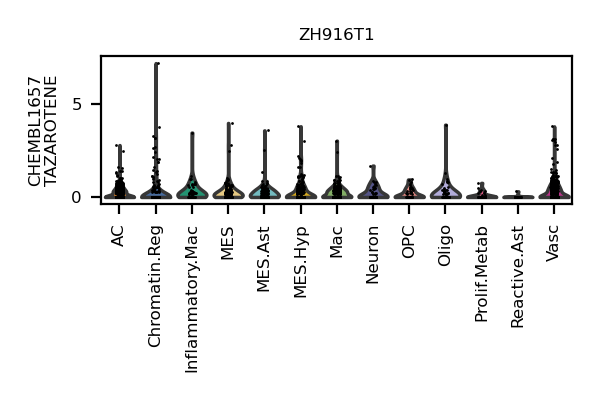 ZH916T1
CHEMBL1657
TAZAROTENE
5
0
AC
Chromatin.Reg
Inflammatory.Mac
MES
MES.Ast
MES.Hyp
Mac
Neuron
OPC
Oligo
Prolif.Metab
Reactive.Ast
Vasc